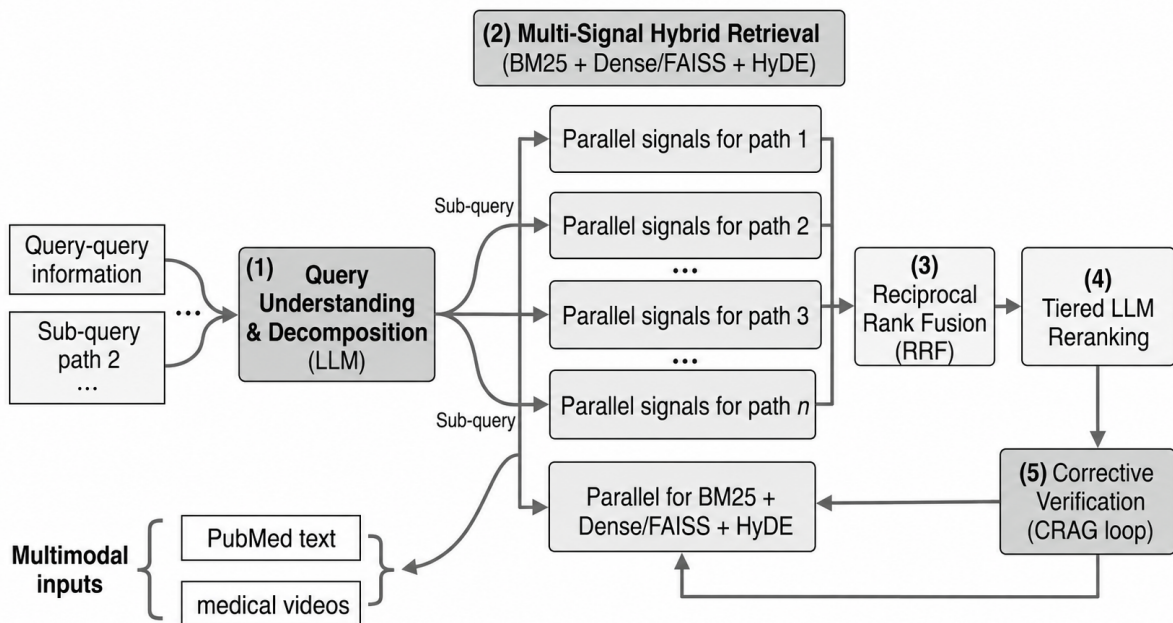 (2) Multi-Signal Hybrid Retrieval
(BM25 + Dense/FAISS + HyDE)
Query-query
information
...
Sub-query
path 2
...
(1) Query
Understanding
& Decomposition
(LLM)
Sub-query
Sub-query
Parallel signals for path 1
Parallel signals for path 2
...
Parallel signals for path 3
...
Parallel signals for path n
Parallel for BM25 +
Dense/FAISS + HyDE
(3)
Reciprocal
Rank Fusion
(RRF)
(4)
Tiered LLM
Reranking
(5) Corrective
Verification
(CRAG loop)
Multimodal
inputs
PubMed text
medical videos